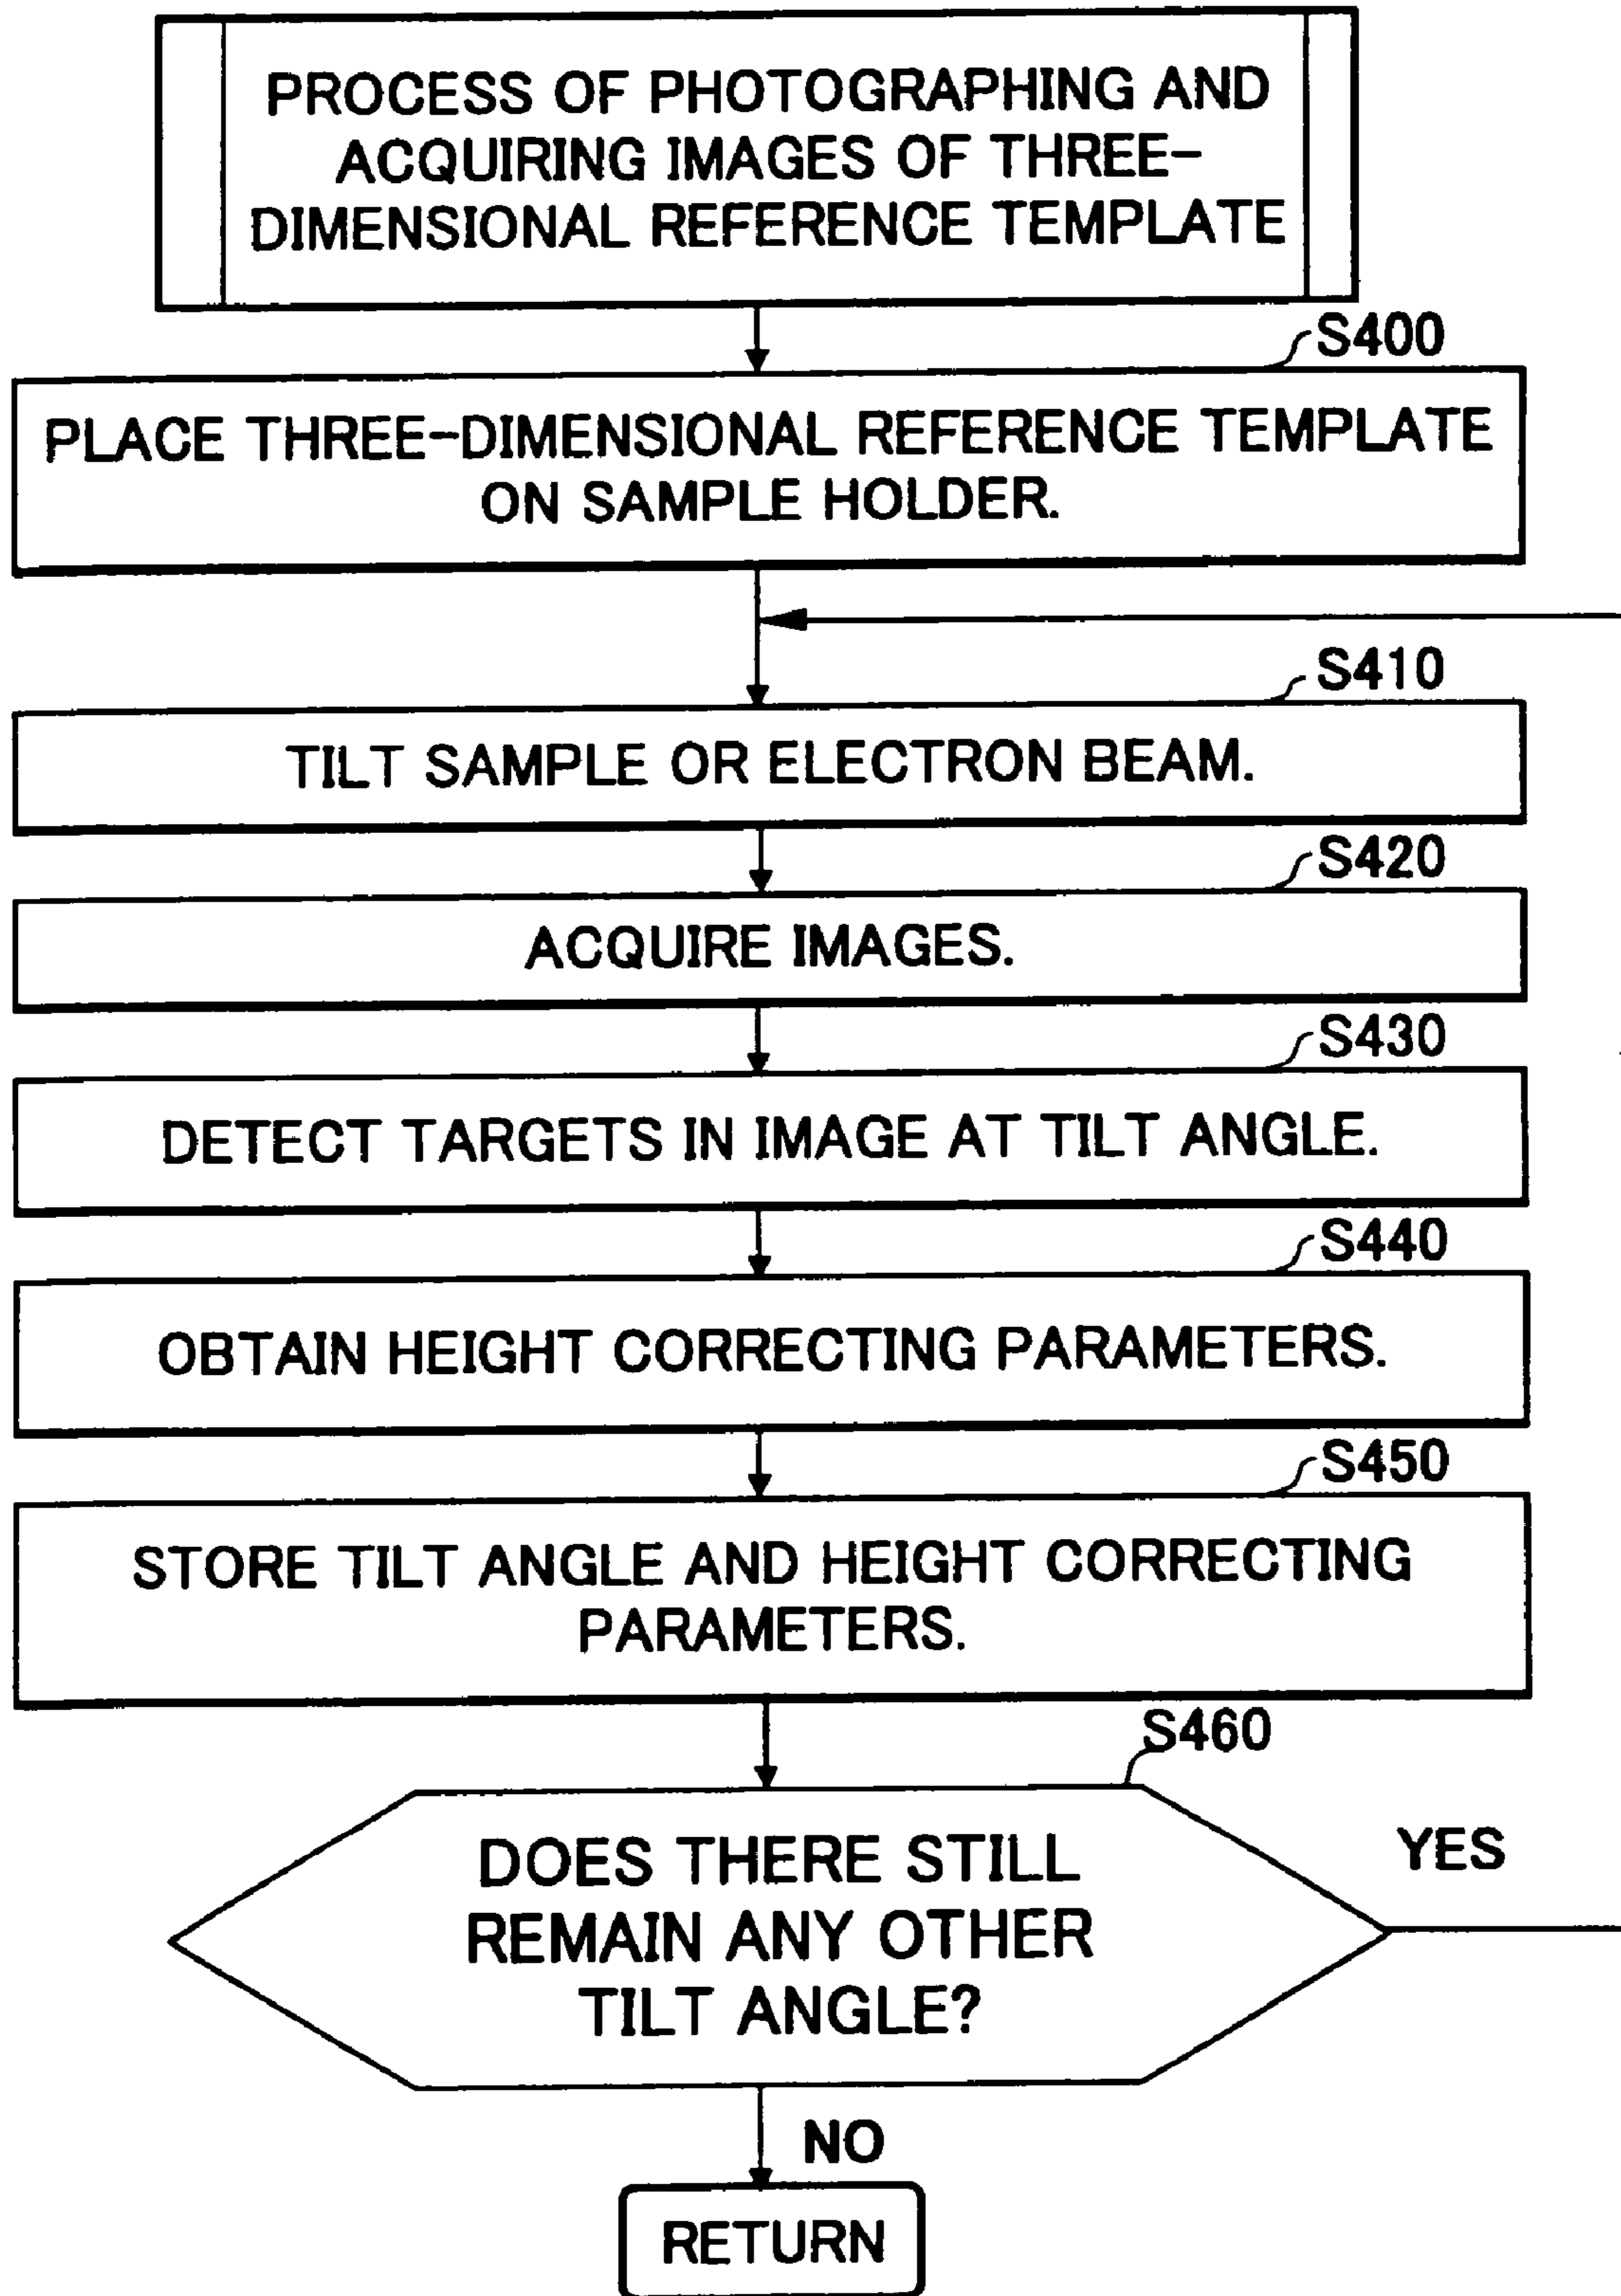 PROCESS OF PHOTOGRAPHING AND
ACQUIRING IMAGES OF THREE-
DIMENSIONAL REFERENCE TEMPLATE
S400
PLACE THREE-DIMENSIONAL REFERENCE TEMPLATE
ON SAMPLE HOLDER.
S410
TILT SAMPLE OR ELECTRON BEAM.
S420
ACQUIRE IMAGES.
S430
DETECT TARGETS IN IMAGE AT TILT ANGLE.
S440
OBTAIN HEIGHT CORRECTING PARAMETERS.
S450
STORE TILT ANGLE AND HEIGHT CORRECTING
PARAMETERS.
S460
DOES THERE STILL
REMAIN ANY OTHER
TILT ANGLE?
YES
NO
RETURN